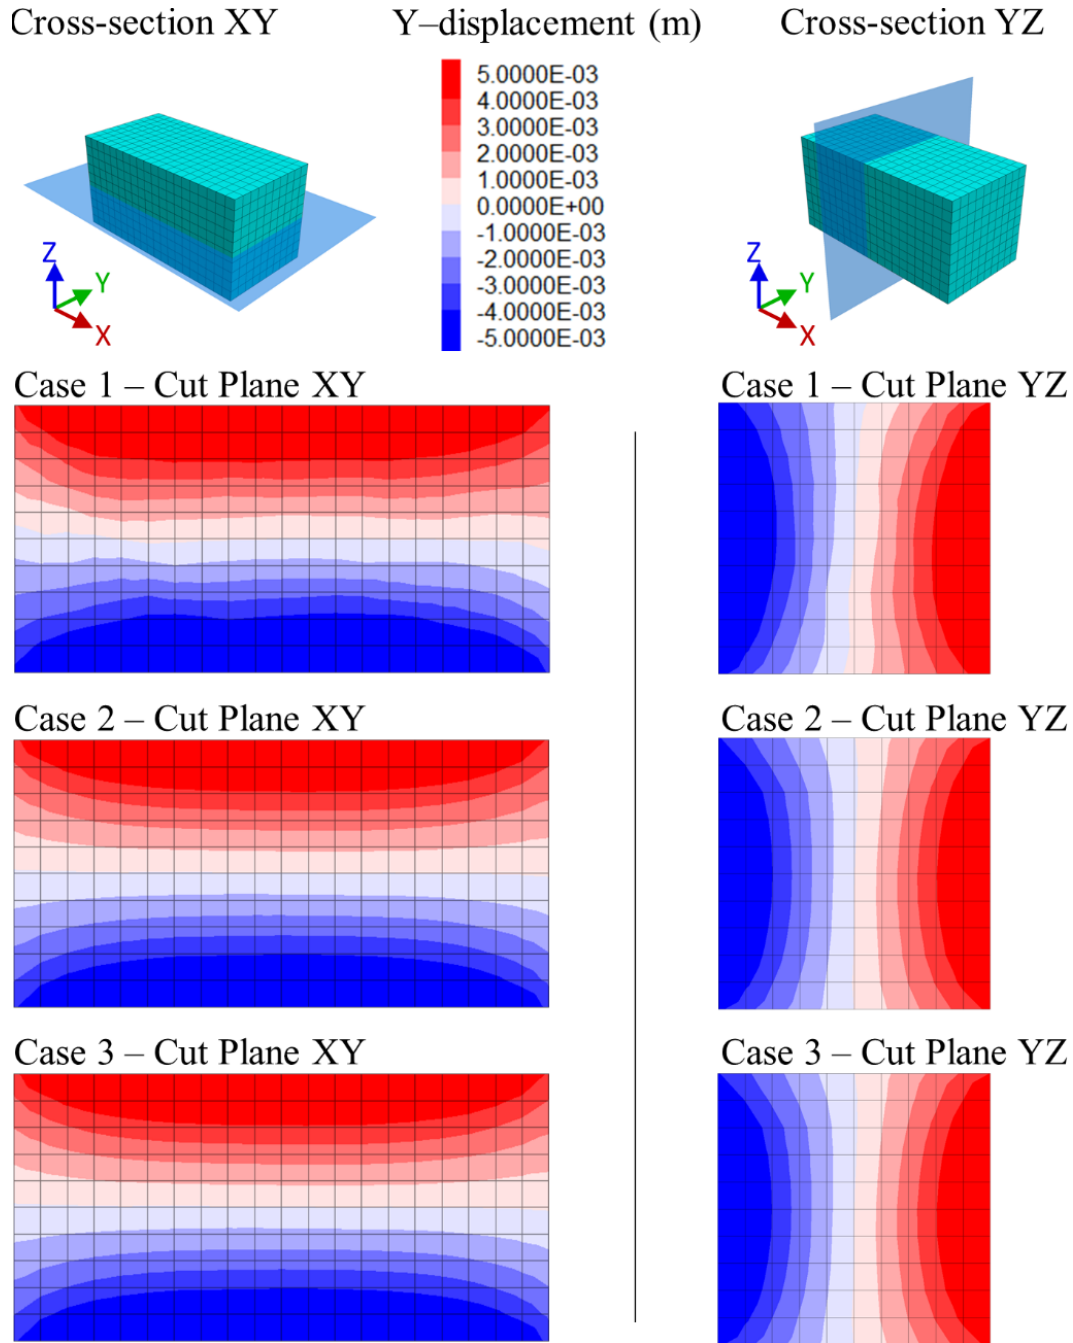 Cross-section XY
Y–displacement (m)
Cross-section YZ
5.0000E-03
4.0000E-03
3.0000E-03
2.0000E-03
1.0000E-03
0.0000E+00
-1.0000E-03
-2.0000E-03
-3.0000E-03
-4.0000E-03
-5.0000E-03
Z
Y
X
Z
Y
X
Case 1 – Cut Plane XY
Case 1 – Cut Plane YZ
Case 2 – Cut Plane XY
Case 2 – Cut Plane YZ
Case 3 – Cut Plane XY
Case 3 – Cut Plane YZ